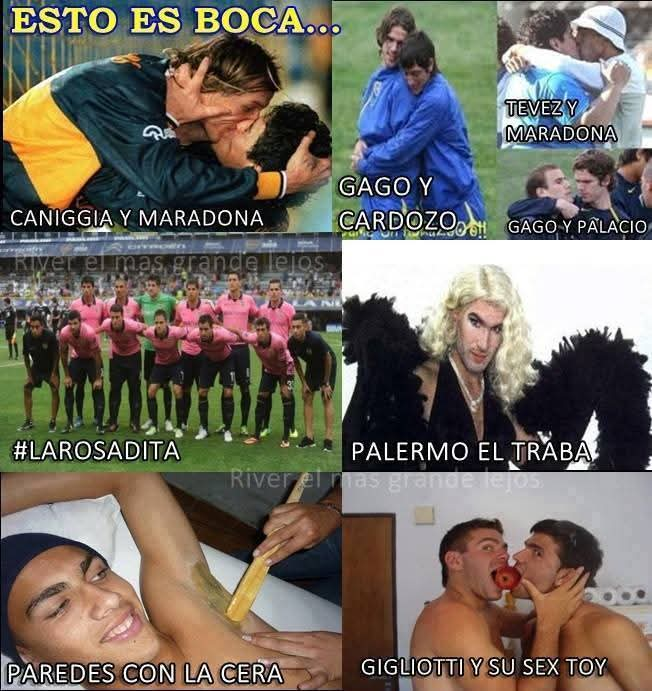 ESTO ES BOCA...
CANIGGIA Y MARADONA
GAGO Y
CARDOZO
TEVEZ Y
MARADONA
GAGO Y PALACIO
River el mas grande lejos
#LAROSADITA
PALERMO EL TRABA
River el mas grande lejos
PAREDES CON LA CERA
GIGLIOTTI Y SU SEX TOY